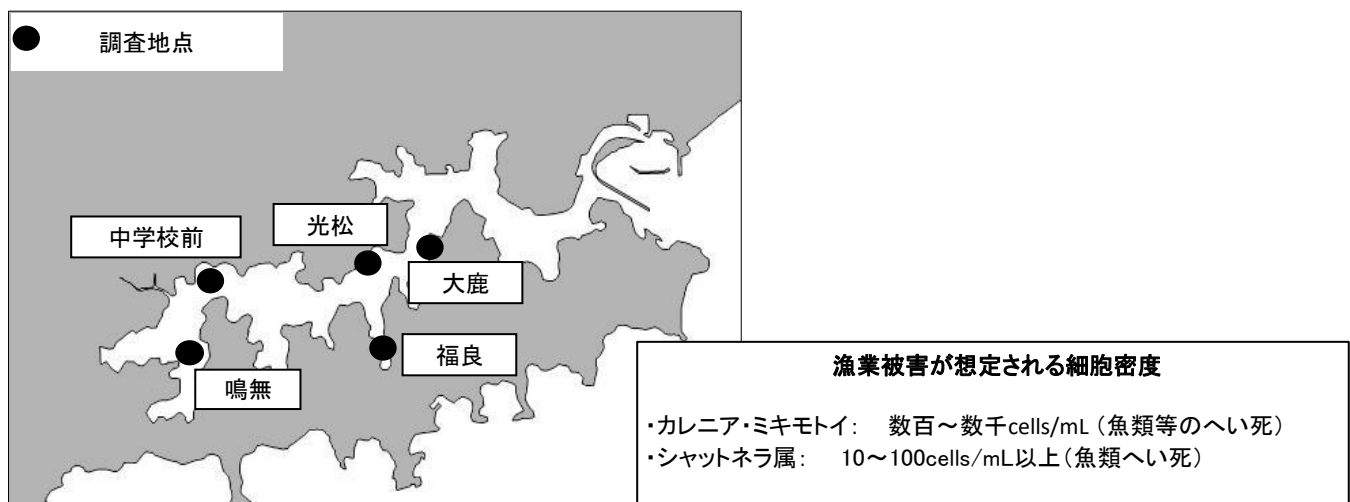 調査地点
光松
中学校前
大鹿
福良
鳴無
漁業被害が想定される細胞密度
・カレニア・ミキモトイ： 数百～数千cells/mL（魚類等のへい死）
・シャットネラ属： 10～100cells/mL以上（魚類へい死）